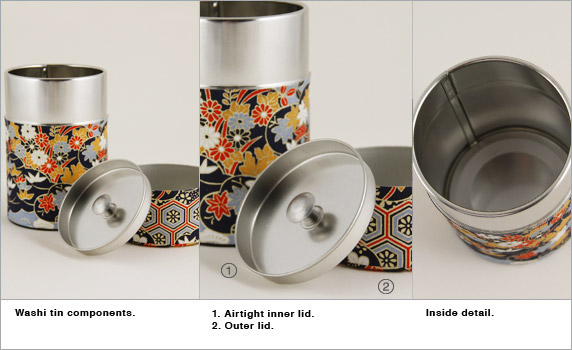 1
2
Washi tin components.
1. Airtight inner lid.
2. Outer lid.
Inside detail.